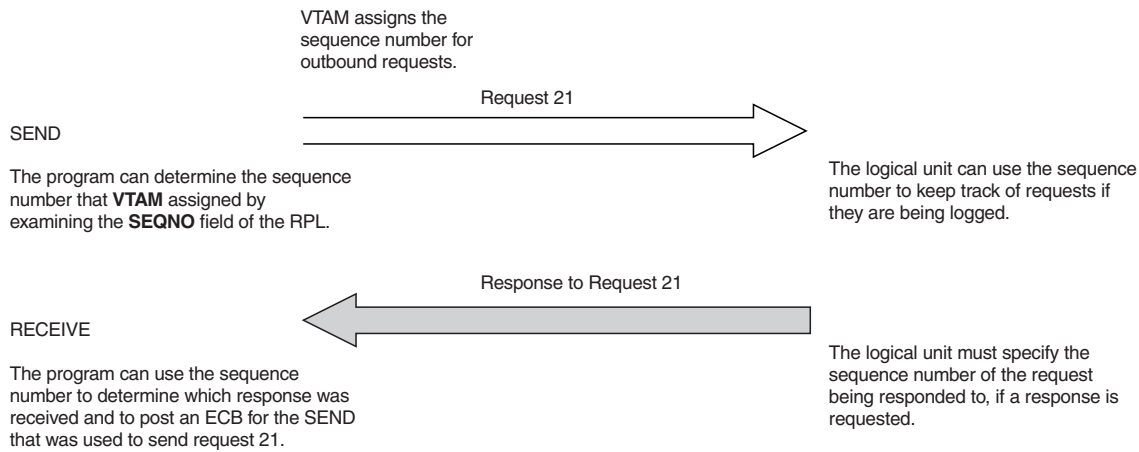 VTAM assigns the
sequence number for
outbound requests.
Request 21
SEND
The program can determine the sequence
number that VTAM assigned by
examining the SEQNO field of the RPL.
The logical unit can use the sequence
number to keep track of requests if
they are being logged.
Response to Request 21
RECEIVE
The program can use the sequence
number to determine which response was
received and to post an ECB for the SEND
that was used to send request 21.
The logical unit must specify the
sequence number of the request
being responded to, if a response is
requested.